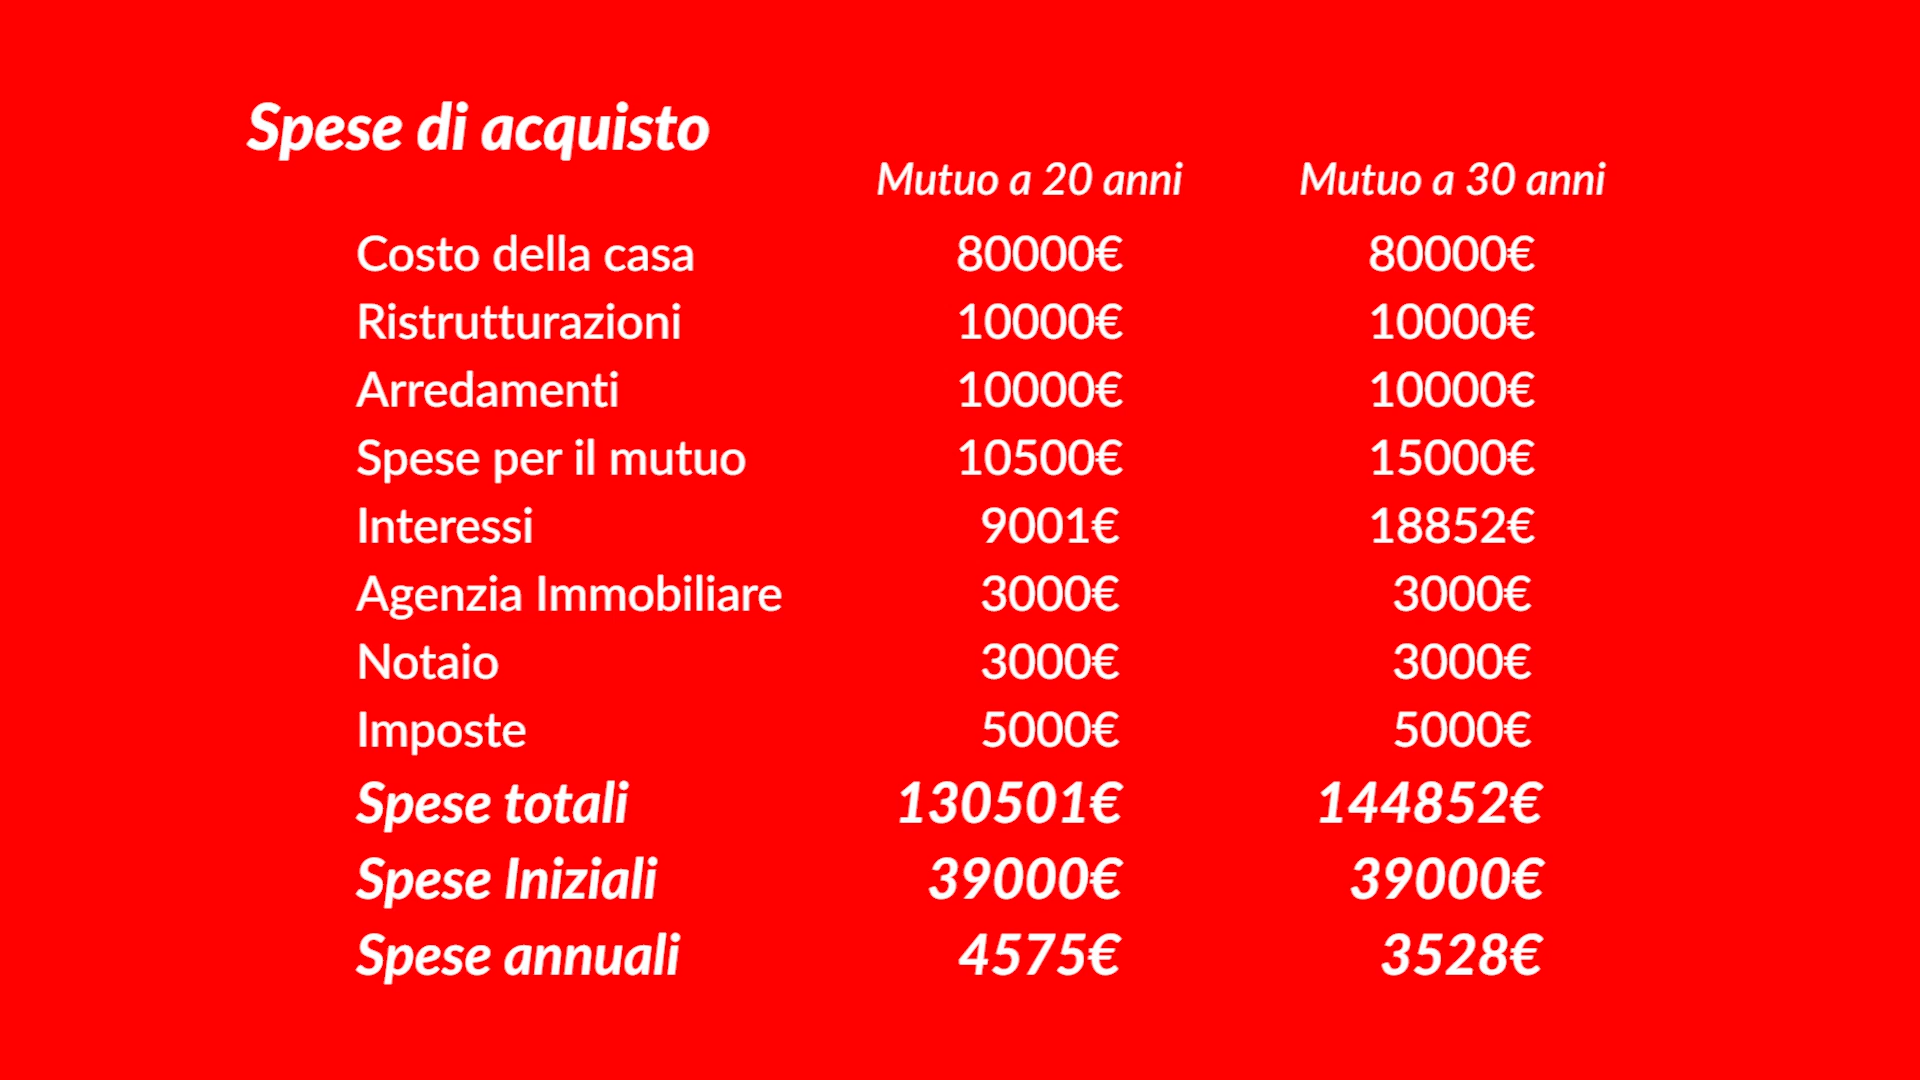 Spese di acquisto
Mutuo a 20 anni Mutuo a 30 anni
Costo della casa 80000€ 80000€
Ristrutturazioni 10000€ 10000€
Arredamenti 10000€ 10000€
Spese per il mutuo 10500€ 15000€
Interessi 9001€ 18852€
Agenzia Immobiliare 3000€ 3000€
Notaio 3000€ 3000€
Imposte 5000€ 5000€
Spese totali 130501€ 144852€
Spese Iniziali 39000€ 39000€
Spese annuali 4575€ 3528€